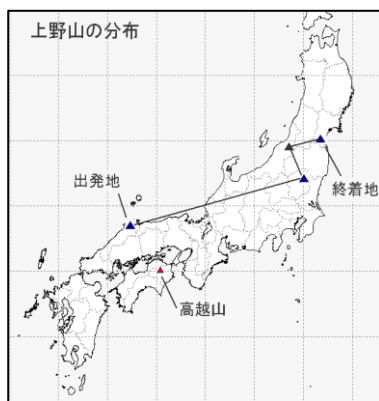 上野山の分布
出発地
終着地
高越山